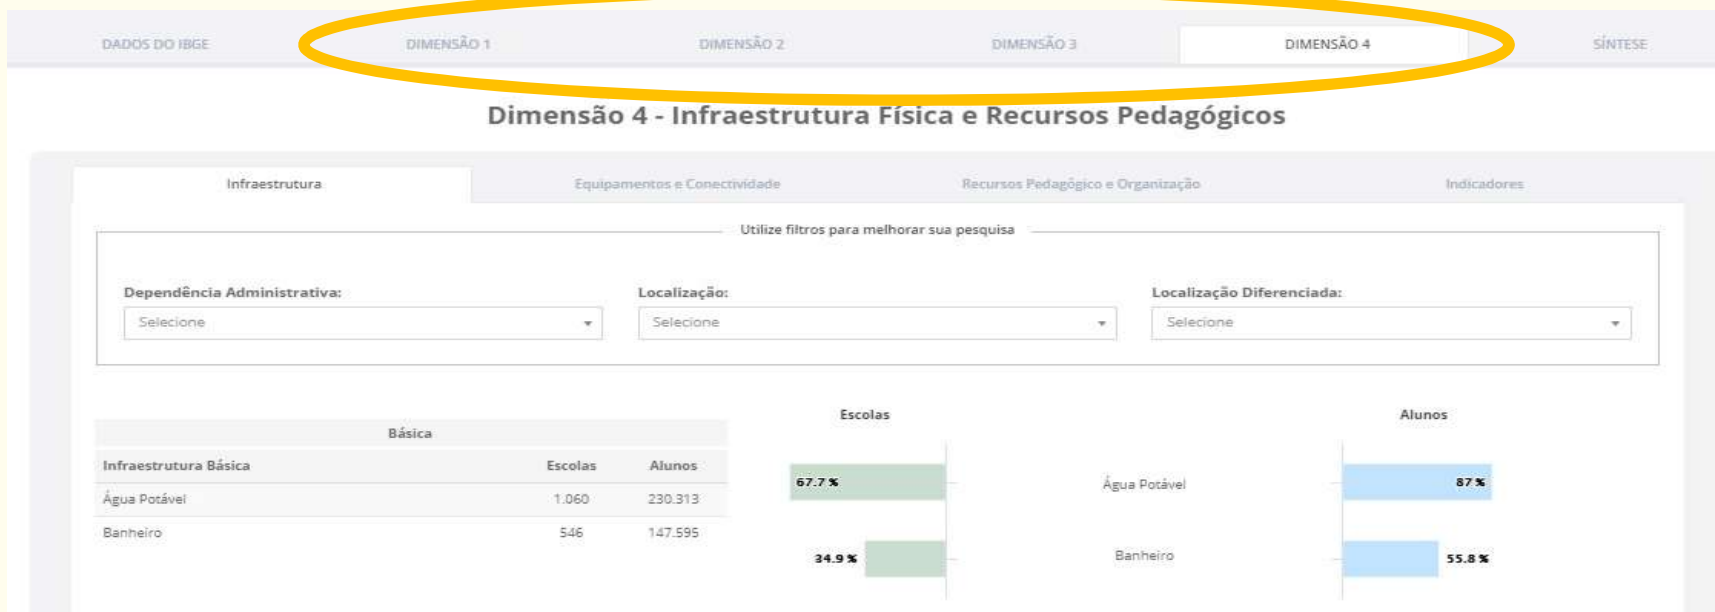 DADOS DO IBGE DIMENSÃO 1 DIMENSÃO 2 DIMENSÃO 3 DIMENSÃO 4 SÍNTESE
Dimensão 4 - Infraestrutura Física e Recursos Pedagógicos
Infraestrutura Equipamentos e Conectividade Recursos Pedagógico e Organização Indicadores
Utilize filtros para melhorar sua pesquisa
Dependência Administrativa: Localização: Localização Diferenciada:
Selecione Selecione Selecione
Escolas Alunos
Básica
Infraestrutura Básica Escolas Alunos
Água Potável 1.060 230.313
Banheiro 546 147.595
67.7 % Água Potável 87 %
34.9 % Banheiro 55.8 %